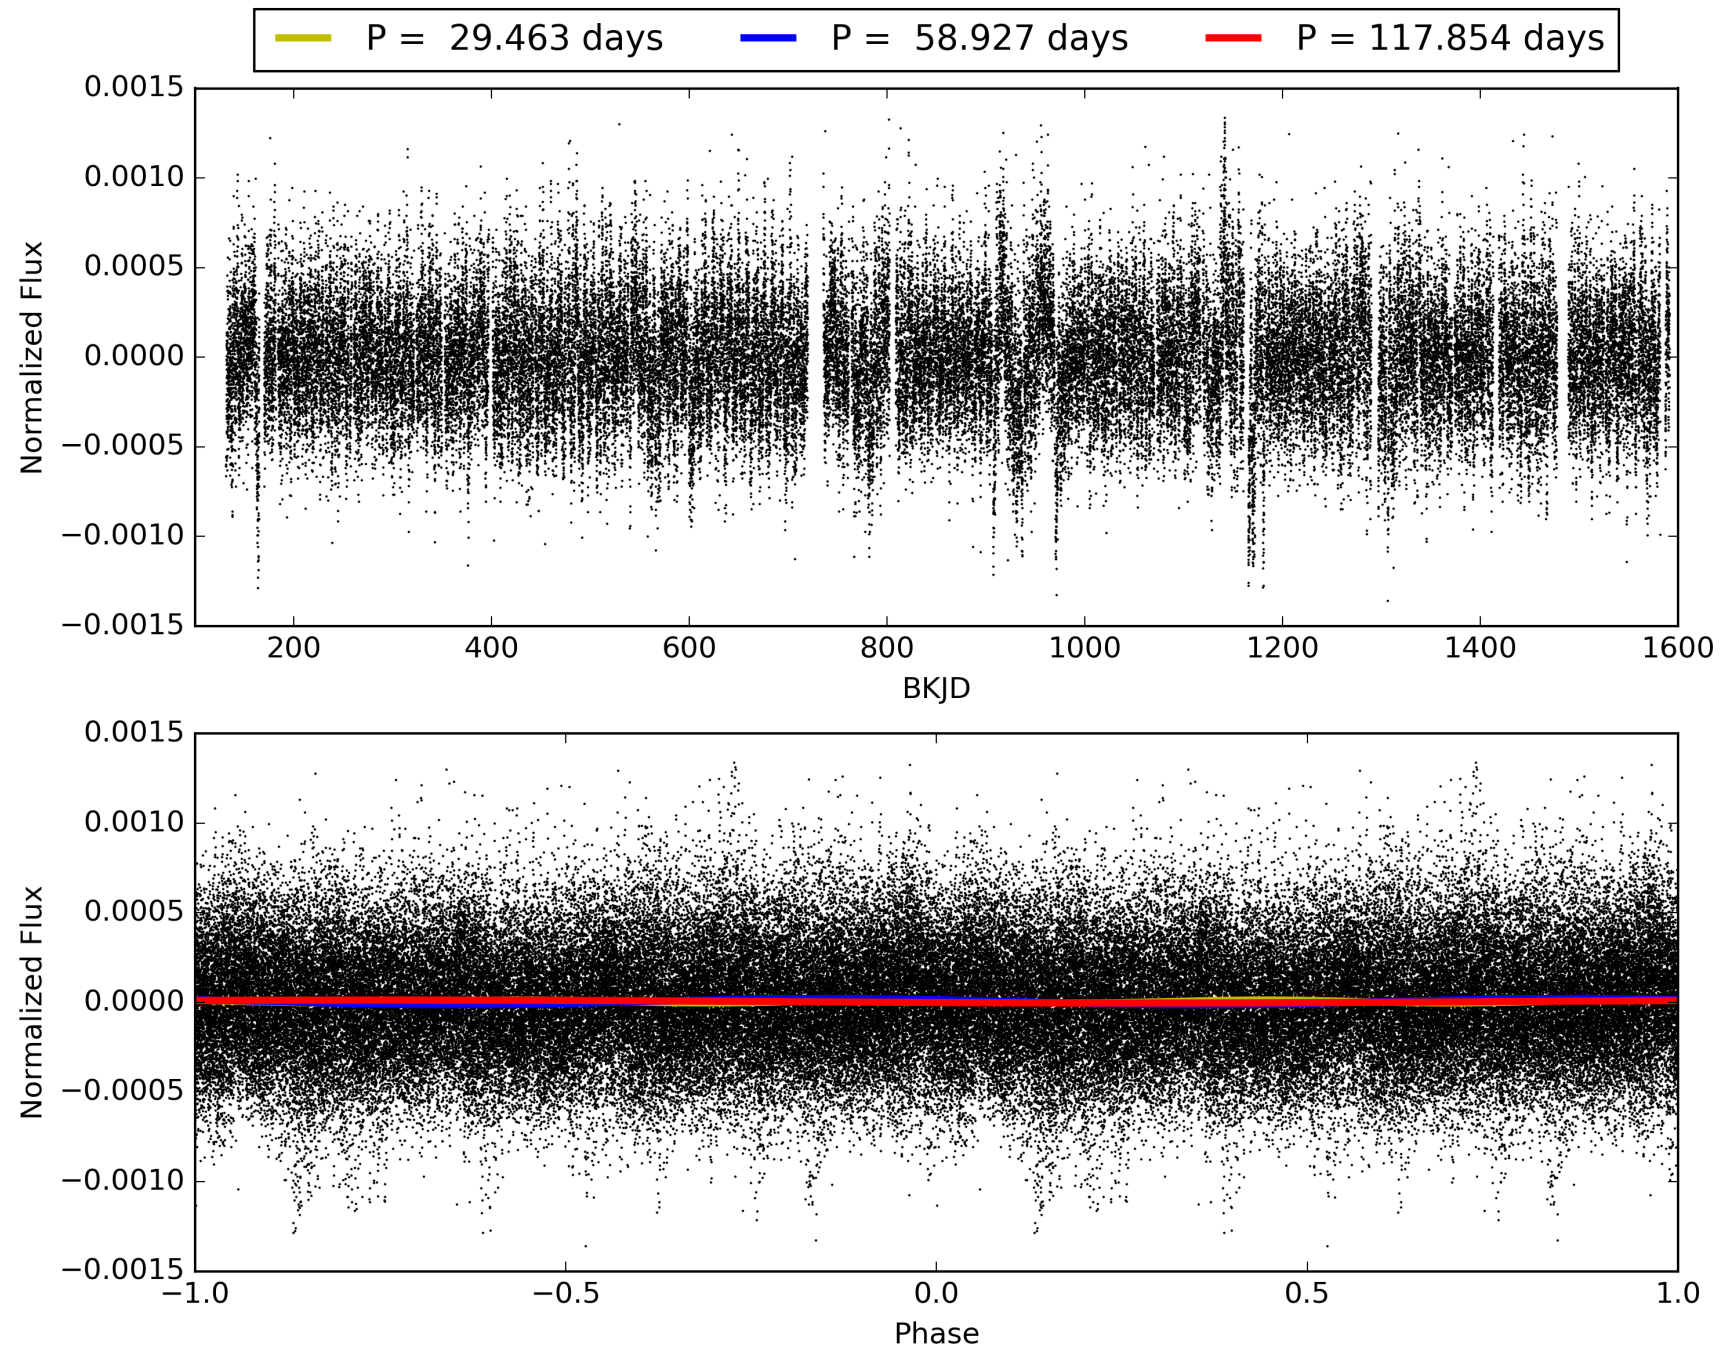 P =  29.463 days P =  58.927 days P = 117.854 days
0.0015
0.0010
0.0005
0.0000
−0.0005
−0.0010
−0.0015
Normalized Flux
200 400 600 800 1000 1200 1400 1600
BKJD
0.0015
0.0010
0.0005
0.0000
−0.0005
−0.0010
−0.0015
Normalized Flux
−1.0 −0.5 0.0 0.5 1.0
Phase